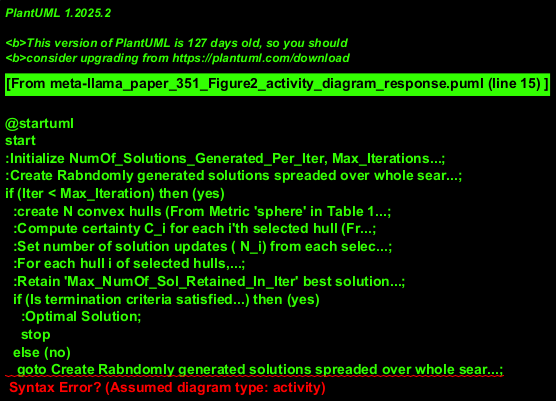 PlantUML 1.2025.2
<b>This version of PlantUML is 127 days old, so you should
<b>consider upgrading from https://plantuml.com/download
[From meta-llama_paper_351_Figure2_activity_diagram_response.puml (line 15) ]
@startuml
start
:Initialize NumOf_Solutions_Generated_Per_Iter, Max_Iterations...;
:Create Rabndomly generated solutions spreaded over whole sear...;
if (Iter < Max_Iteration) then (yes)
:create N convex hulls (From Metric 'sphere' in Table 1...;
:Compute certainty C_i for each i'th selected hull (Fr...;
:Set number of solution updates ( N_i) from each selec...;
:For each hull i of selected hulls,...;
:Retain 'Max_NumOf_Sol_Retained_In_Iter' best solution...;
if (Is termination criteria satisfied...) then (yes)
:Optimal Solution;
stop
else (no)
goto Create Rabndomly generated solutions spreaded over whole sear...;
Syntax Error? (Assumed diagram type: activity)